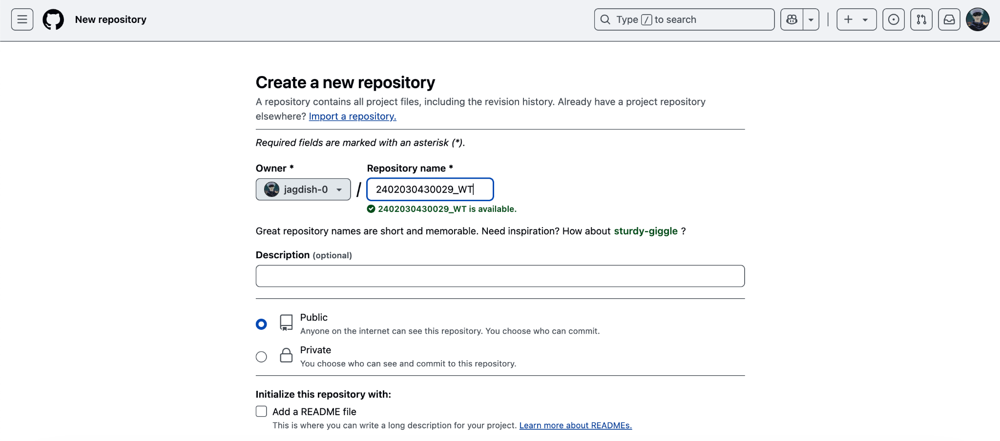 New repository
Type / to search
Create a new repository
A repository contains all project files, including the revision history. Already have a project repository
elsewhere? Import a repository.
Required fields are marked with an asterisk (*).
Owner * Repository name *
jagdish-0 / 2402030430029_WT
2402030430029_WT is available.
Great repository names are short and memorable. Need inspiration? How about sturdy-giggle ?
Description (optional)
Public
Anyone on the internet can see this repository. You choose who can commit.
Private
You choose who can see and commit to this repository.
Initialize this repository with:
Add a README file
This is where you can write a long description for your project. Learn more about READMEs.